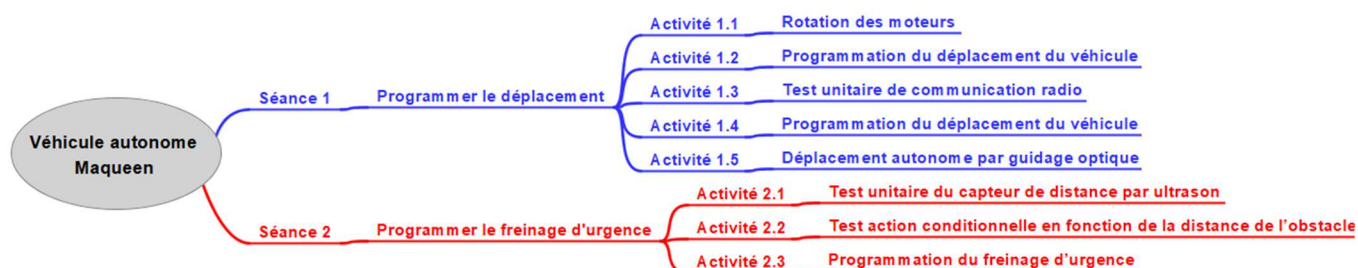 Véhicule autonome
Maqueen
Séance 1
Programmer le déplacement
Activité 1.1
Rotation des moteurs
Activité 1.2
Programmation du déplacement du véhicule
Activité 1.3
Test unitaire de communication radio
Activité 1.4
Programmation du déplacement du véhicule
Activité 1.5
Déplacement autonome par guidage optique
Séance 2
Programmer le freinage d'urgence
Activité 2.1
Test unitaire du capteur de distance par ultrason
Activité 2.2
Test action conditionnelle en fonction de la distance de l’obstacle
Activité 2.3
Programmation du freinage d’urgence